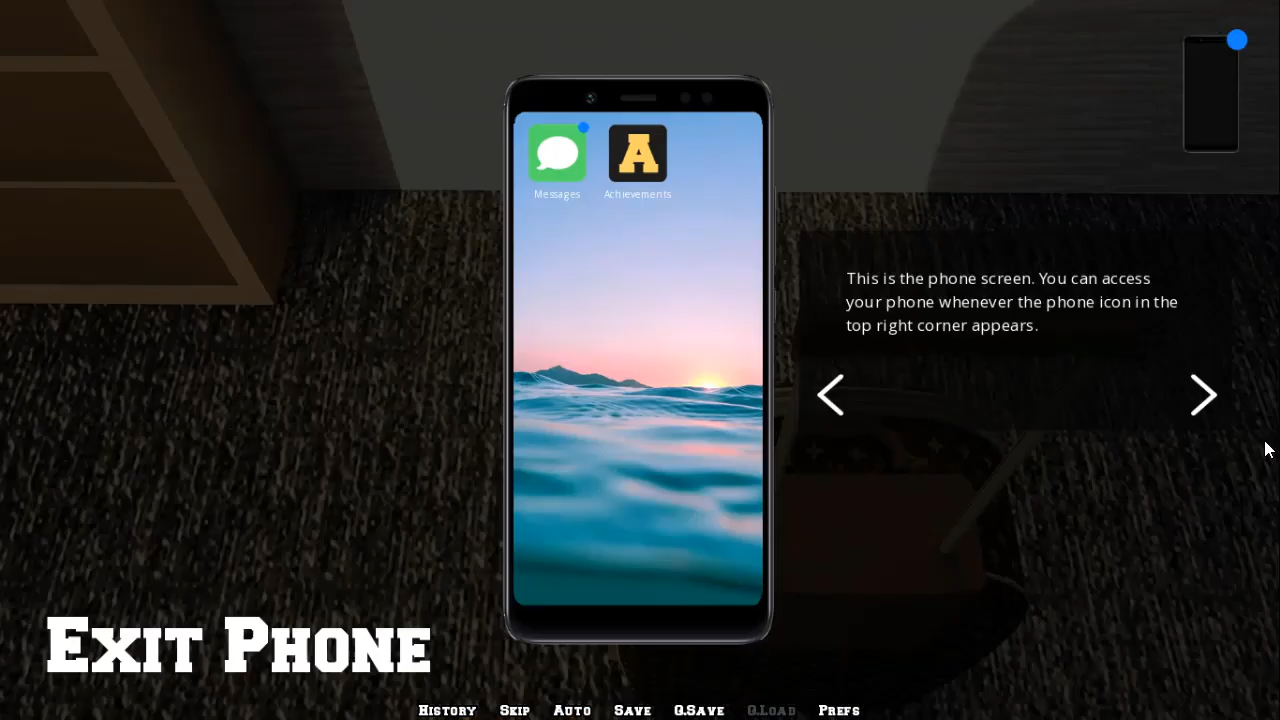 A
Messages
Achievements
This is the phone screen. You can access
your phone whenever the phone icon in the
top right corner appears.
Exit Phone
History Skip Auto Save Q.Save Q.Load Prefs